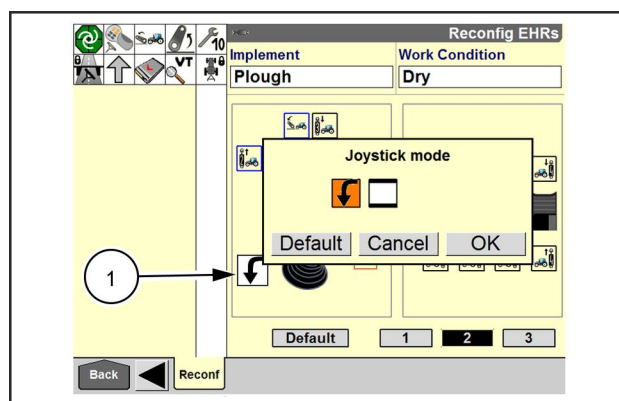 Reconfig EHRs
5
10
VT
Implement
Work Condition
Plough
Dry
Joystick mode
Default
Cancel
OK
1
Default
1
2
3
Back
Reconf